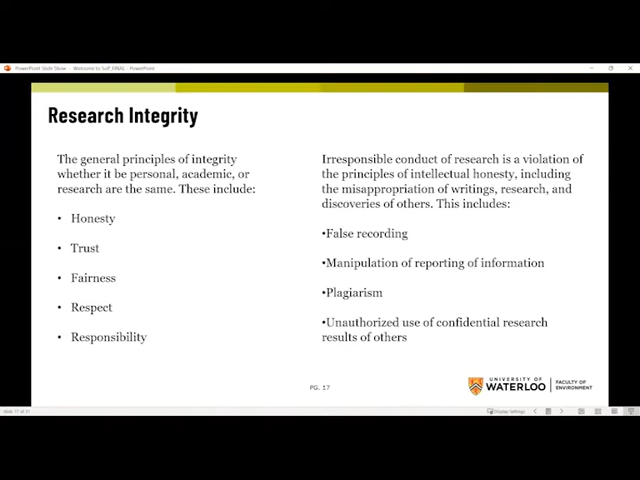 PowerPoint Slide Show - Welcome to SoP_FINAL - PowerPoint
Research Integrity
The general principles of integrity
whether it be personal, academic, or
research are the same. These include:
• Honesty
• Trust
• Fairness
• Respect
• Responsibility
Irresponsible conduct of research is a violation of
the principles of intellectual honesty, including
the misappropriation of writings, research, and
discoveries of others. This includes:
•False recording
•Manipulation of reporting of information
•Plagiarism
•Unauthorized use of confidential research
results of others
PG. 17
UNIVERSITY OF
WATERLOO
FACULTY OF
ENVIRONMENT
Display Settings